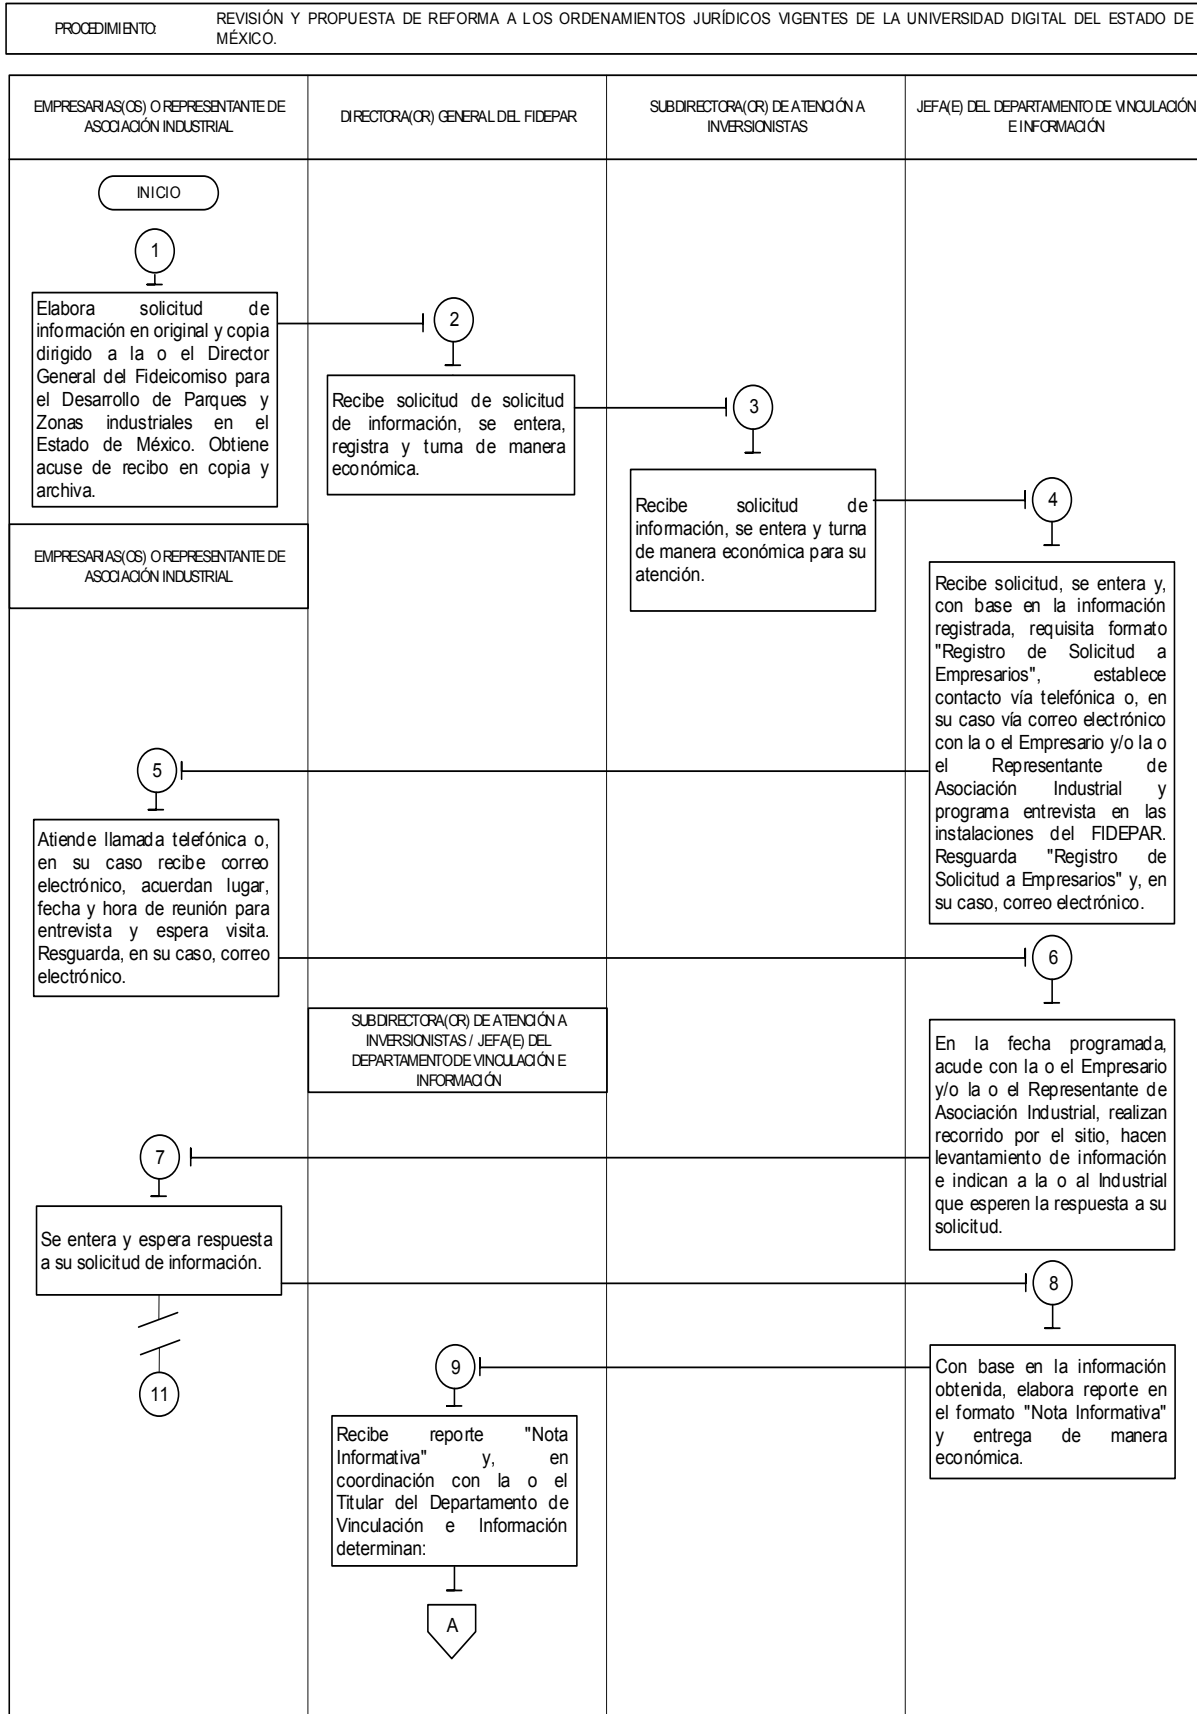 PROCEDIMIENTO:
REVISIÓN Y PROPUESTA DE REFORMA A LOS ORDENAMIENTOS JURÍDICOS VIGENTES DE LA UNIVERSIDAD DIGITAL DEL ESTADO DE
MÉXICO.
EMPRESARIAS(OS) O REPRESENTANTE DE
ASOCIACIÓN INDUSTRIAL
DIRECTORA(OR) GENERAL DEL FIDEPAR
SUBDIRECTORA(OR) DE ATENCIÓN A
INVERSIONISTAS
JEFA(E) DEL DEPARTAMENTO DE VINCULACIÓN
E INFORMACIÓN
INICIO
1
Elabora solicitud de
información en original y copia
dirigido a la o el Director
General del Fideicomiso para
el Desarrollo de Parques y
Zonas industriales en el
Estado de México. Obtiene
acuse de recibo en copia y
archiva.
2
Recibe solicitud de solicitud
de información, se entera,
registra y turna de manera
económica.
3
Recibe solicitud de
información, se entera y turna
de manera económica para su
atención.
4
Recibe solicitud, se entera y,
con base en la información
registrada, requisita formato
"Registro de Solicitud a
Empresarios", establece
contacto vía telefónica o, en
su caso vía correo electrónico
con la o el Empresario y/o la o
el Representante de
Asociación Industrial y
programa entrevista en las
instalaciones del FIDEPAR.
Resguarda "Registro de
Solicitud a Empresarios" y, en
su caso, correo electrónico.
EMPRESARIAS(OS) O REPRESENTANTE DE
ASOCIACIÓN INDUSTRIAL
5
Atiende llamada telefónica o,
en su caso recibe correo
electrónico, acuerdan lugar,
fecha y hora de reunión para
entrevista y espera visita.
Resguarda, en su caso, correo
electrónico.
6
SUBDIRECTORA(OR) DE ATENCIÓN A
INVERSIONISTAS / JEFA(E) DEL
DEPARTAMENTO DE VINCULACIÓN E
INFORMACIÓN
En la fecha programada,
acude con la o el Empresario
y/o la o el Representante de
Asociación Industrial, realizan
recorrido por el sitio, hacen
levantamiento de información
e indican a la o al Industrial
que esperen la respuesta a su
solicitud.
7
Se entera y espera respuesta
a su solicitud de información.
11
8
Con base en la información
obtenida, elabora reporte en
el formato "Nota Informativa"
y entrega de manera
económica.
9
Recibe reporte "Nota
Informativa" y, en
coordinación con la o el
Titular del Departamento de
Vinculación e Información
determinan:
A